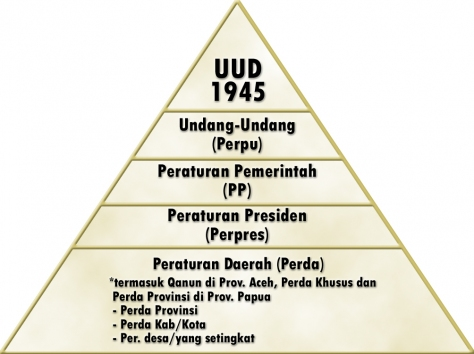 UUD
1945
Undang-Undang
(Perpu)
Peraturan Pemerintah
(PP)
Peraturan Presiden
(Perpres)
Peraturan Daerah (Perda)
*termasuk Qanun di Prov. Aceh, Perda Khusus dan
Perda Provinsi di Prov. Papua
- Perda Provinsi
- Perda Kab/Kota
- Per. desa/yang setingkat